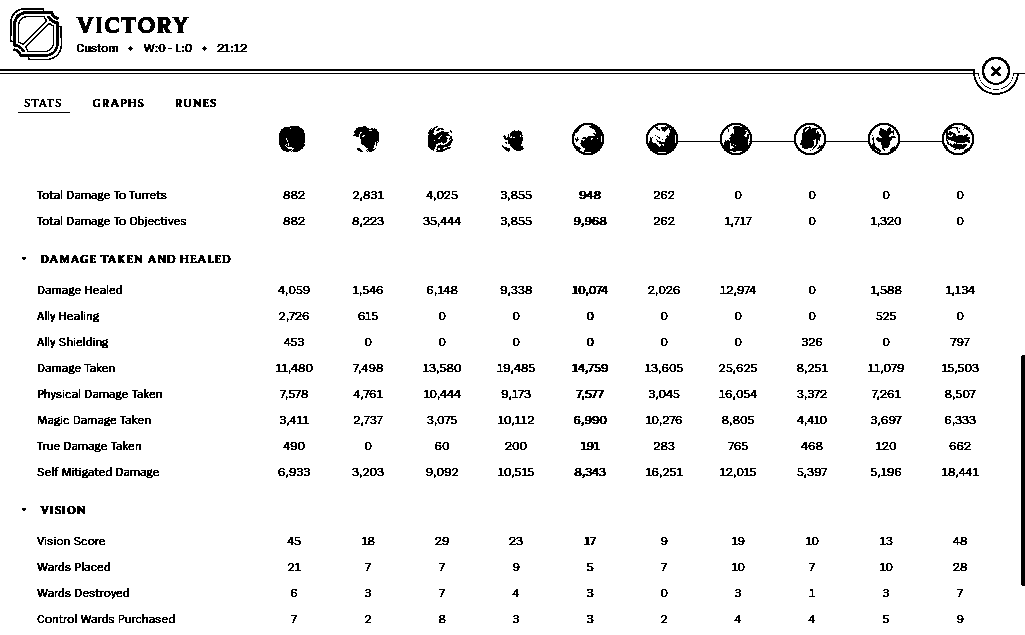 VICTORY
Custom • W:0 - L:0 • 21:12
STATS GRAPHS RUNES
Total Damage To Turrets 882 2,831 4,025 3,855 948 262 0 0 0 0
Total Damage To Objectives 882 8,223 35,444 3,855 9,968 262 1,717 0 1,320 0
DAMAGE TAKEN AND HEALED
Damage Healed 4,059 1,546 6,148 9,338 10,074 2,026 12,974 0 1,588 1,134
Ally Healing 2,726 615 0 0 0 0 0 0 525 0
Ally Shielding 453 0 0 0 0 0 0 326 0 797
Damage Taken 11,480 7,498 13,580 19,485 14,759 13,605 25,625 8,251 11,079 15,503
Physical Damage Taken 7,578 4,761 10,444 9,173 7,577 3,045 16,054 3,372 7,261 8,507
Magic Damage Taken 3,411 2,737 3,075 10,112 6,990 10,276 8,805 4,410 3,697 6,333
True Damage Taken 490 0 60 200 191 283 765 468 120 662
Self Mitigated Damage 6,933 3,203 9,092 10,515 8,343 16,251 12,015 5,397 5,196 18,441
VISION
Vision Score 45 18 29 23 17 9 19 10 13 48
Wards Placed 21 7 7 9 5 7 10 7 10 28
Wards Destroyed 6 3 7 4 3 0 3 1 3 7
Control Wards Purchased 7 2 8 3 3 2 4 4 5 9